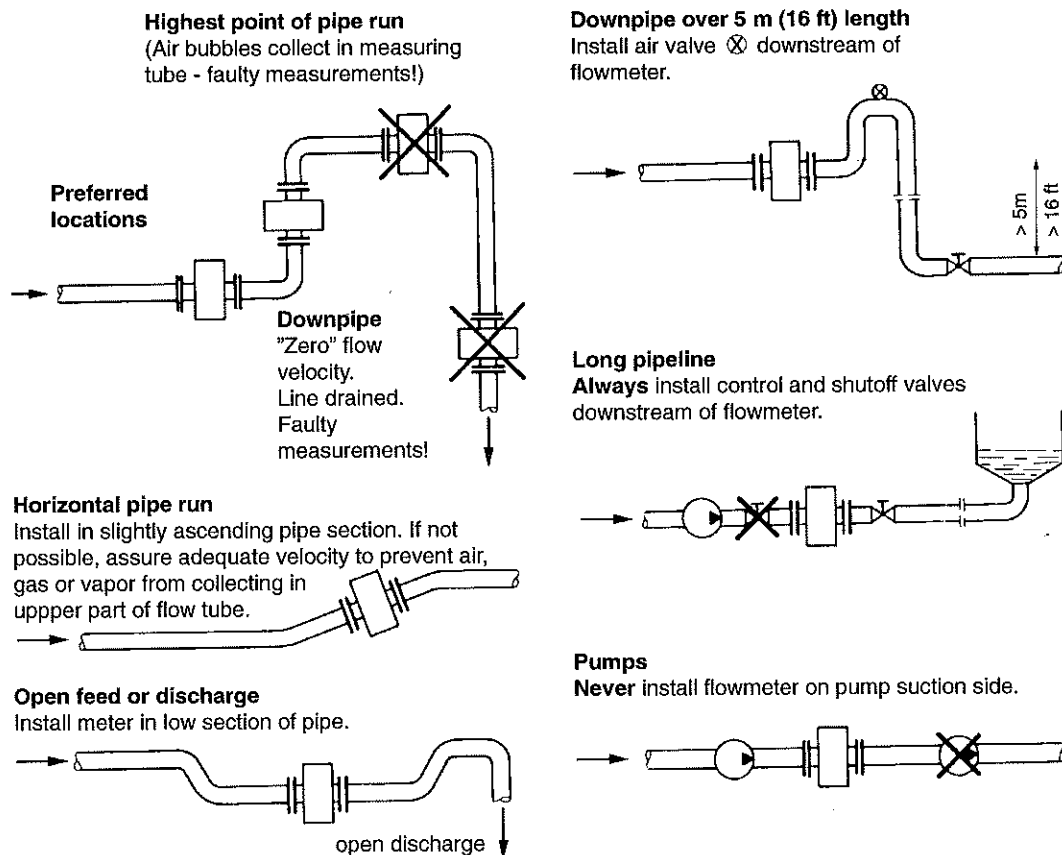 Highest point of pipe run
(Air bubbles collect in measuring
tube - faulty measurements!)
Preferred
locations
Downpipe
"Zero" flow
velocity.
Line drained.
Faulty
measurements!
Horizontal pipe run
Install in slightly ascending pipe section. If not
possible, assure adequate velocity to prevent air,
gas or vapor from collecting in
uppper part of flow tube.
Open feed or discharge
Install meter in low section of pipe.
open discharge
Downpipe over 5 m (16 ft) length
Install air valve ⊗ downstream of
flowmeter.
> 5m
> 16 ft
Long pipeline
Always install control and shutoff valves
downstream of flowmeter.
Pumps
Never install flowmeter on pump suction side.